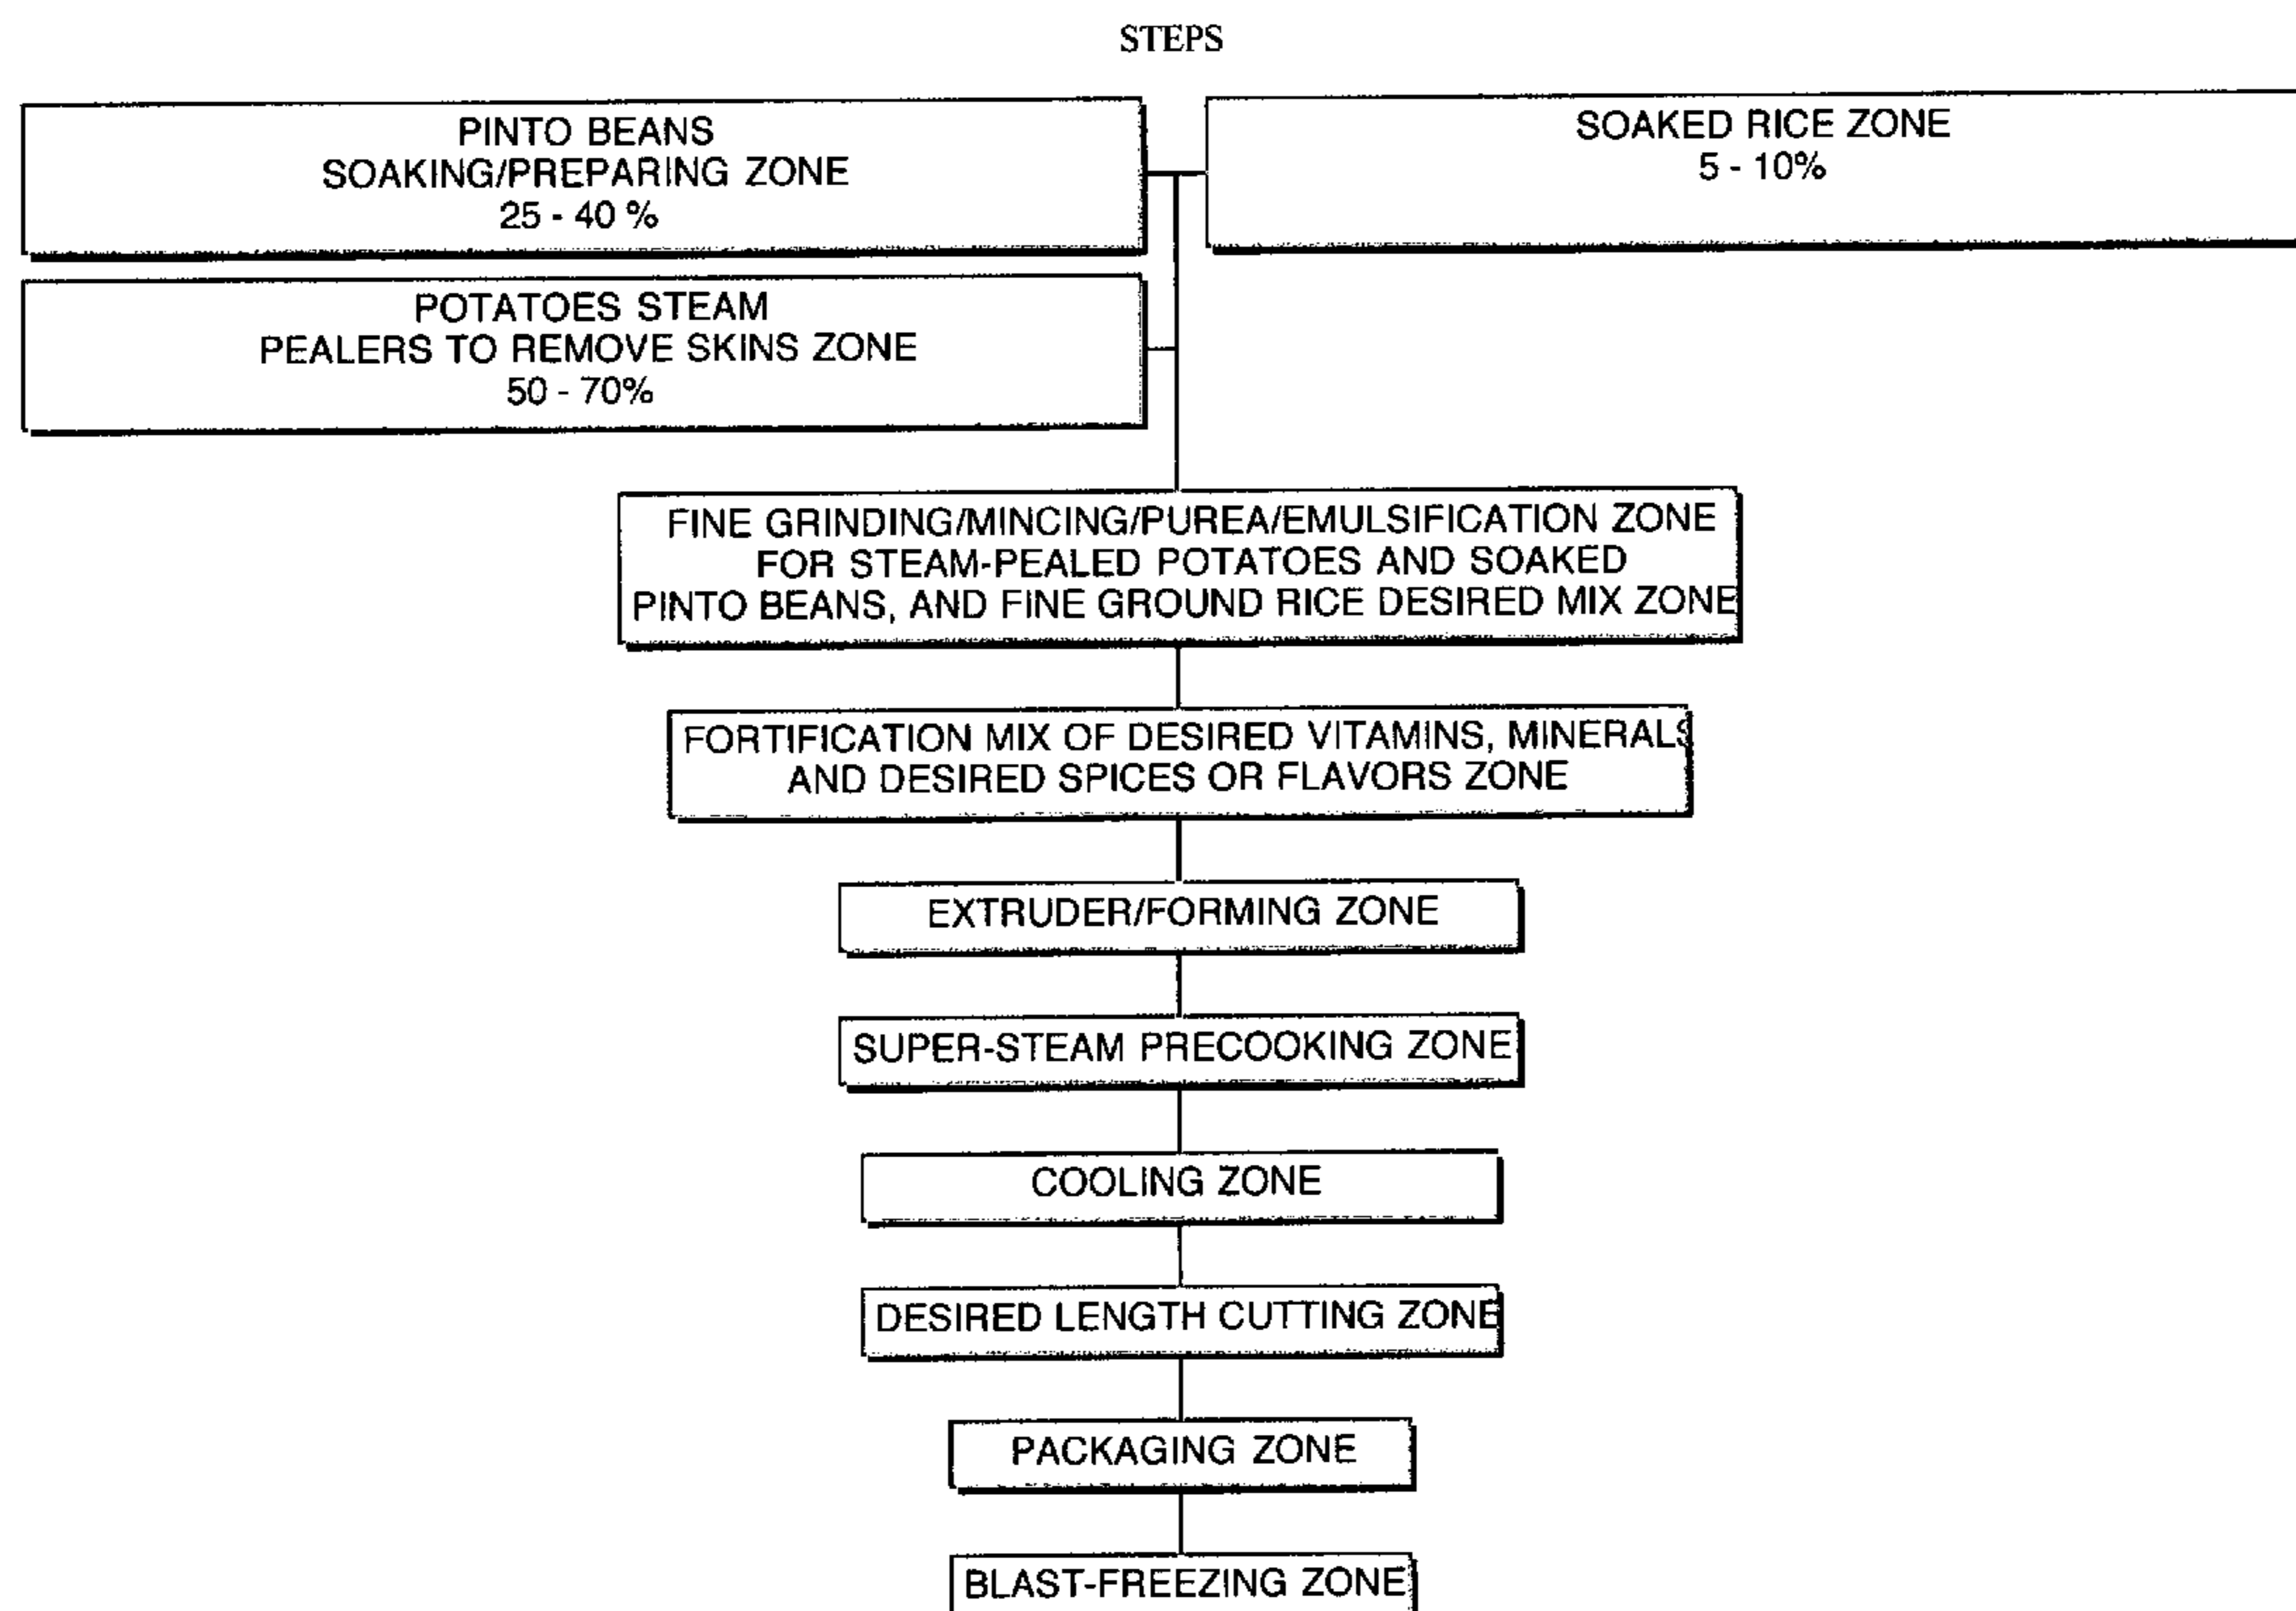 STEPS
PINTO BEANS
SOAKING/PREPARING ZONE
25 - 40 %
SOAKED RICE ZONE
5 - 10%
POTATOES STEAM
PEALERS TO REMOVE SKINS ZONE
50 - 70%
FINE GRINDING/MINCING/PUREA/EMULSIFICATION ZONE
FOR STEAM-PEALED POTATOES AND SOAKED
PINTO BEANS, AND FINE GROUND RICE DESIRED MIX ZONE
FORTIFICATION MIX OF DESIRED VITAMINS, MINERALS
AND DESIRED SPICES OR FLAVORS ZONE
EXTRUDER/FORMING ZONE
SUPER-STEAM PRECOOKING ZONE
COOLING ZONE
DESIRED LENGTH CUTTING ZONE
PACKAGING ZONE
BLAST-FREEZING ZONE